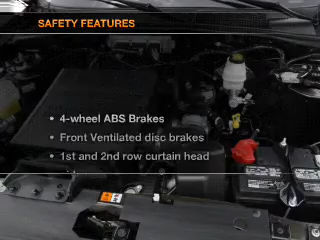 SAFETY FEATURES
• 4-wheel ABS Brakes
• Front Ventilated disc brakes
• 1st and 2nd row curtain head